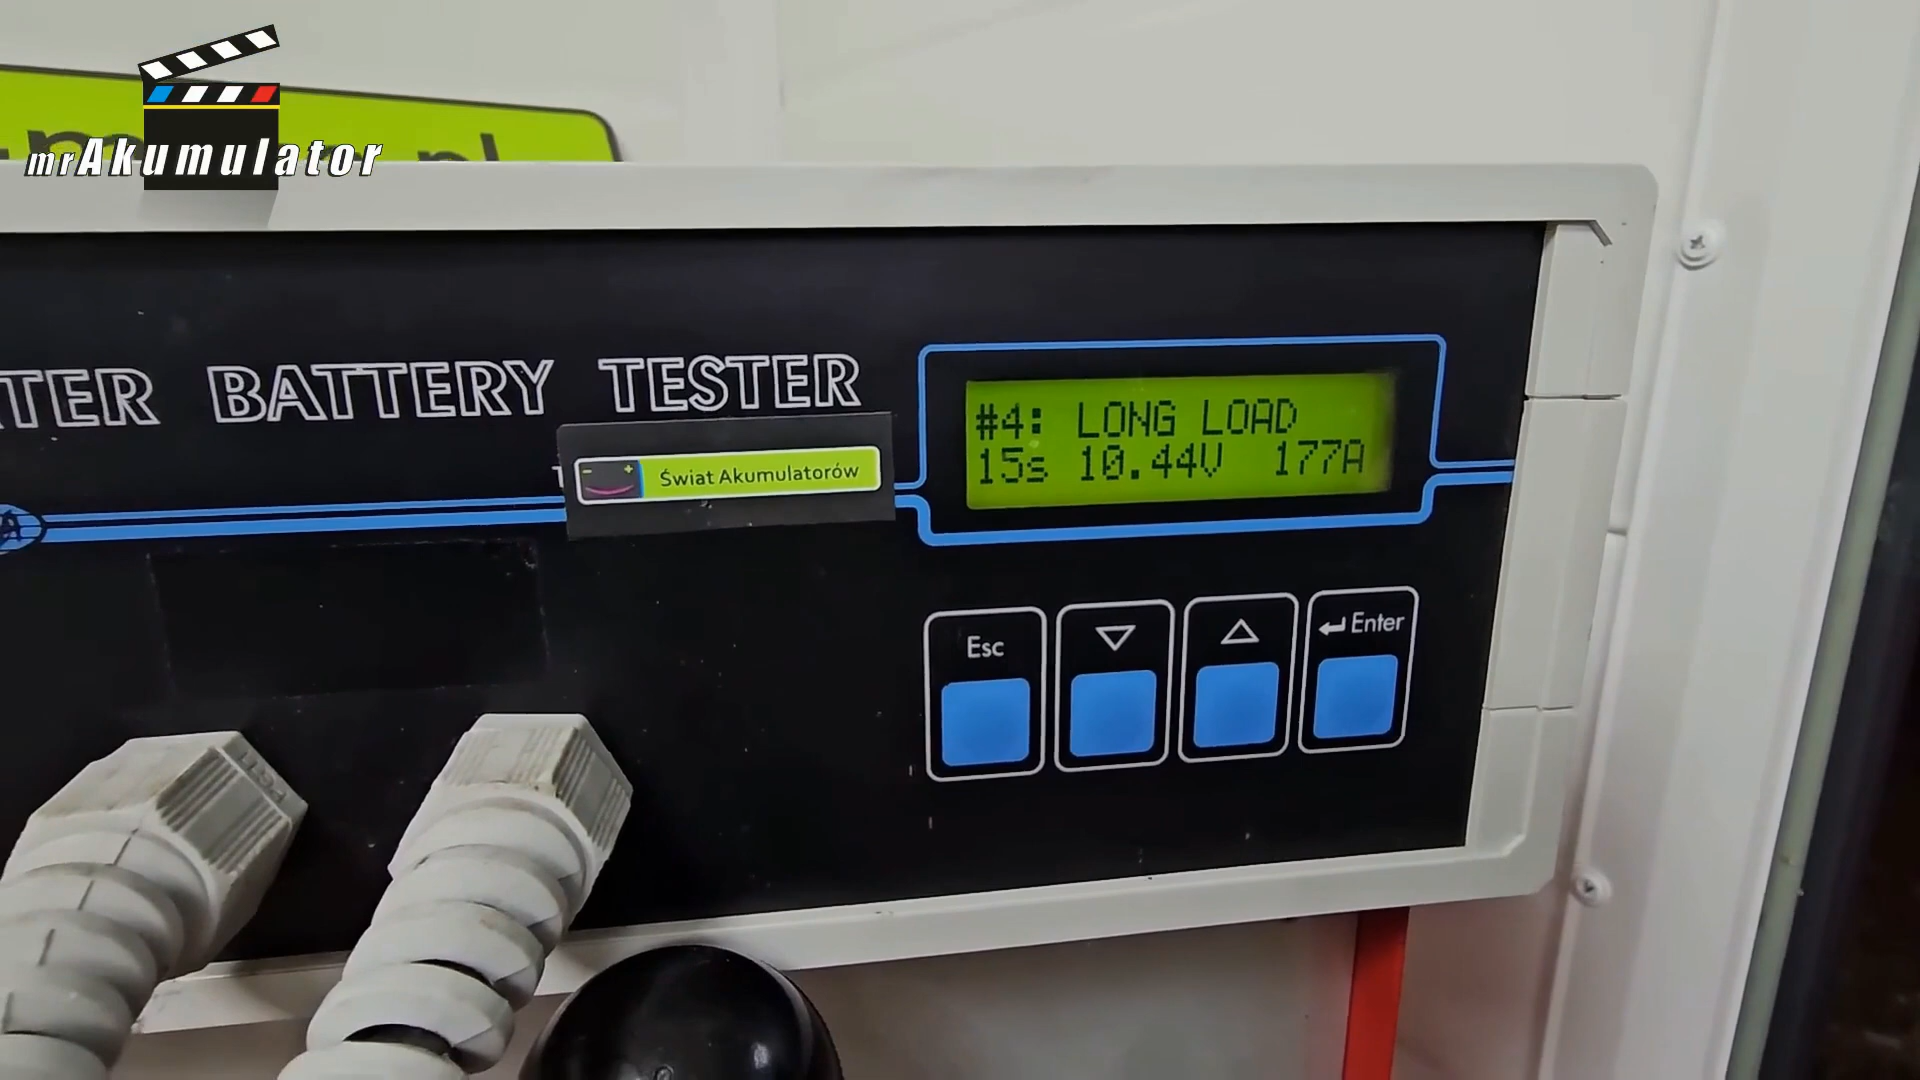 mrAkumulator
TER BATTERY TESTER
Świat Akumulatorów
#4: LONG LOAD
15s 10.44V 177A
Esc
Enter